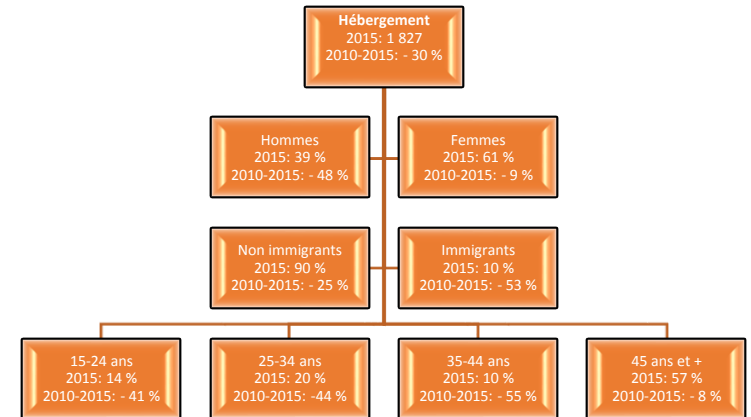 Hébergement
2015: 1 827
2010-2015: - 30 %
Hommes
2015: 39 %
2010-2015: - 48 %
Femmes
2015: 61 %
2010-2015: - 9 %
Non immigrants
2015: 90 %
2010-2015: - 25 %
Immigrants
2015: 10 %
2010-2015: - 53 %
15-24 ans
2015: 14 %
2010-2015: - 41 %
25-34 ans
2015: 20 %
2010-2015: -44 %
35-44 ans
2015: 10 %
2010-2015: - 55 %
45 ans et +
2015: 57 %
2010-2015: - 8 %